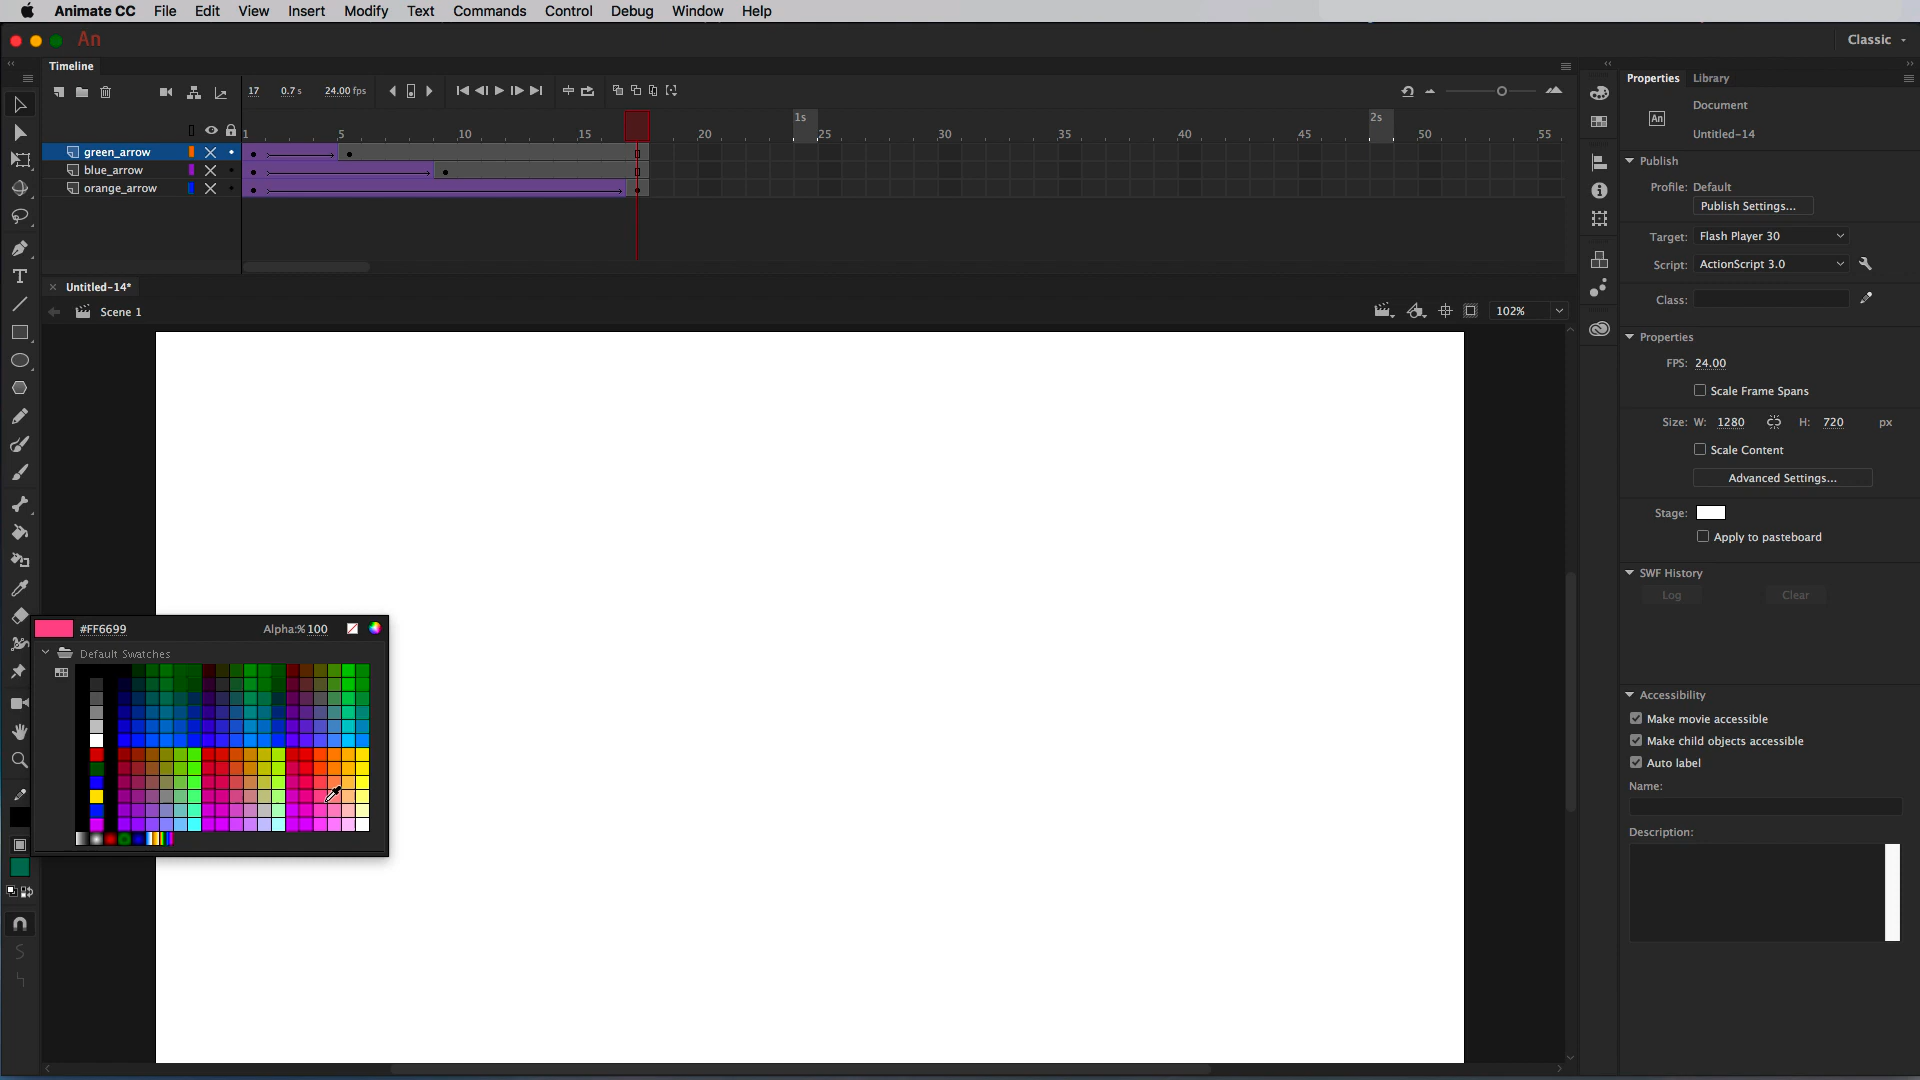 Animate CC File Edit View Insert Modify Text Commands Control Debug Window Help
An
Classic
Timeline
17 0.7 s 24.00 fps
1s 2s
1 5 10 15 20 25 30 35 40 45 50 55
green_arrow
blue_arrow
orange_arrow
Untitled-14*
Scene 1
102%
#FF6699 Alpha:% 100
Default Swatches
Properties Library
Document
An
Untitled-14
Publish
Profile: Default
Publish Settings...
Target: Flash Player 30
Script: ActionScript 3.0
Class:
Properties
FPS: 24.00
Scale Frame Spans
Size: W: 1280 H: 720 px
Scale Content
Advanced Settings...
Stage:
Apply to pasteboard
SWF History
Log Clear
Accessibility
Make movie accessible
Make child objects accessible
Auto label
Name:
Description: